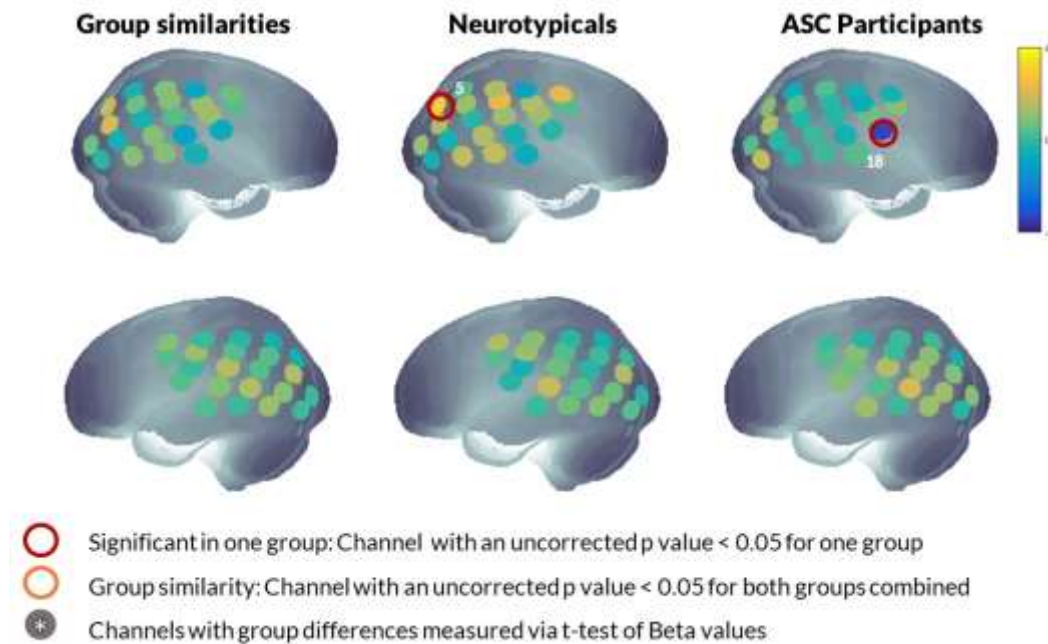 Group similarities
Neurotypicals
ASC Participants
5
18
Significant in one group: Channel with an uncorrected p value < 0.05 for one group
Group similarity: Channel with an uncorrected p value < 0.05 for both groups combined
*
Channels with group differences measured via t-test of Beta values